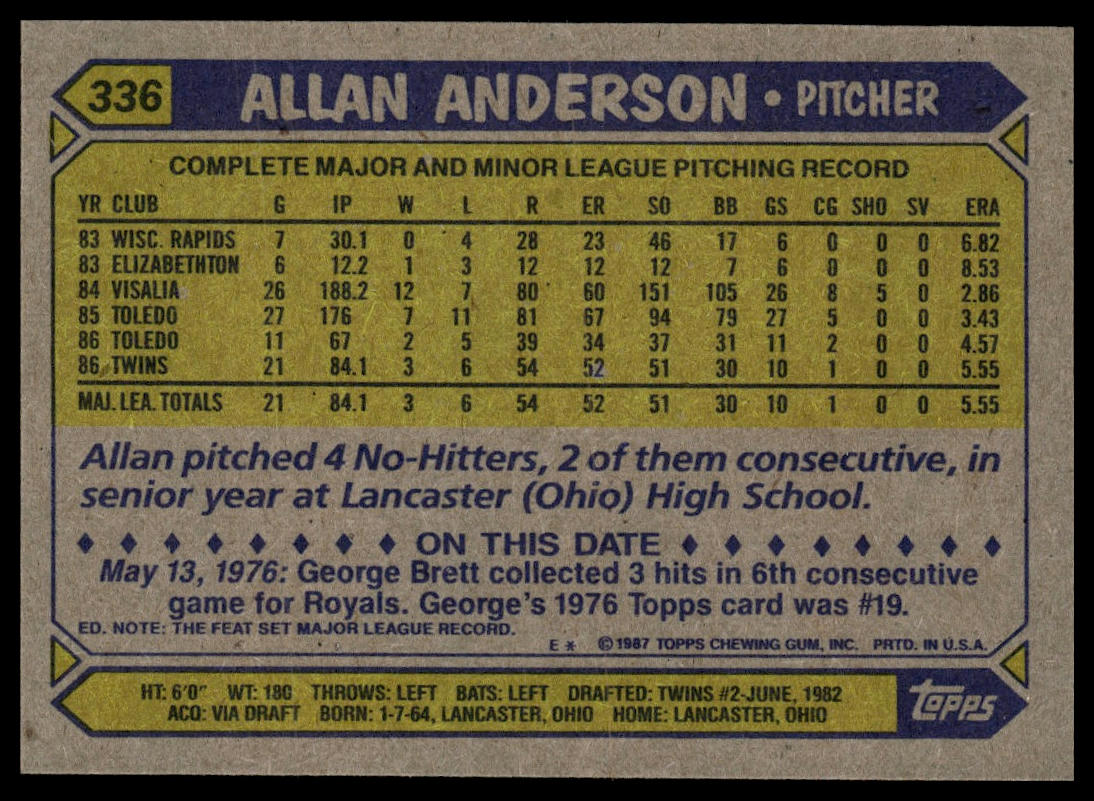 336 ALLAN ANDERSON • PITCHER
COMPLETE MAJOR AND MINOR LEAGUE PITCHING RECORD
YR CLUB G IP W L R ER SO BB GS CG SHO SV ERA
83 WISC. RAPIDS 7 30.1 0 4 28 23 46 17 6 0 0 0 6.82
83 ELIZABETHTON 6 12.2 1 3 12 12 12 7 6 0 0 0 8.53
84 VISALIA 26 188.2 12 7 80 60 151 105 26 8 5 0 2.86
85 TOLEDO 27 176 7 11 81 67 94 79 27 5 0 0 3.43
86 TOLEDO 11 67 2 5 39 34 37 31 11 2 0 0 4.57
86 TWINS 21 84.1 3 6 54 52 51 30 10 1 0 0 5.55
MAJ. LEA. TOTALS 21 84.1 3 6 54 52 51 30 10 1 0 0 5.55
Allan pitched 4 No-Hitters, 2 of them consecutive, in
senior year at Lancaster (Ohio) High School.
♦ ♦ ♦ ♦ ♦ ♦ ♦ ♦ ON THIS DATE ♦ ♦ ♦ ♦ ♦ ♦ ♦ ♦
May 13, 1976: George Brett collected 3 hits in 6th consecutive
game for Royals. George's 1976 Topps card was #19.
ED. NOTE: THE FEAT SET MAJOR LEAGUE RECORD.
E * ©1987 TOPPS CHEWING GUM, INC. PRTD. IN U.S.A.
HT: 6'0" WT: 180 THROWS: LEFT BATS: LEFT DRAFTED: TWINS #2-JUNE, 1982
ACQ: VIA DRAFT BORN: 1-7-64, LANCASTER, OHIO HOME: LANCASTER, OHIO
topps